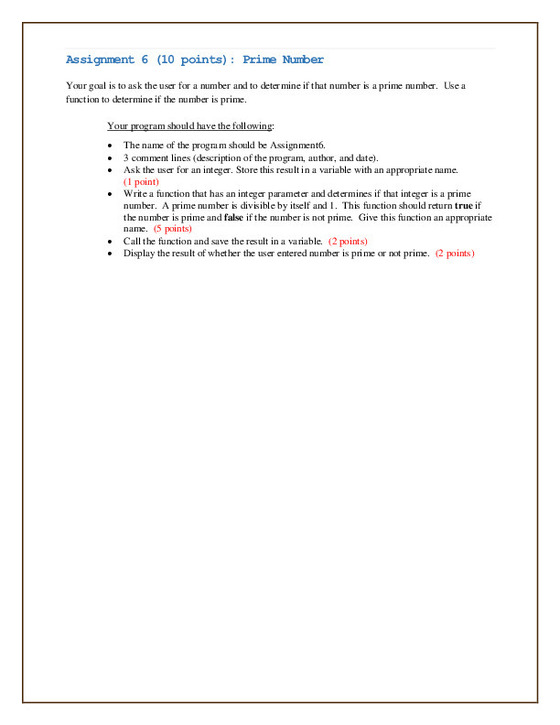 Assignment 6 (10 points): Prime Number
Your goal is to ask the user for a number and to determine if that number is a prime number.  Use a
function to determine if the number is prime.
Your program should have the following:
• The name of the program should be Assignment6.
• 3 comment lines (description of the program, author, and date).
• Ask the user for an integer. Store this result in a variable with an appropriate name.
(1 point)
• Write a function that has an integer parameter and determines if that integer is a prime
number.  A prime number is divisible by itself and 1.  This function should return true if
the number is prime and false if the number is not prime.  Give this function an appropriate
name.  (5 points)
• Call the function and save the result in a variable.  (2 points)
• Display the result of whether the user entered number is prime or not prime.  (2 points)